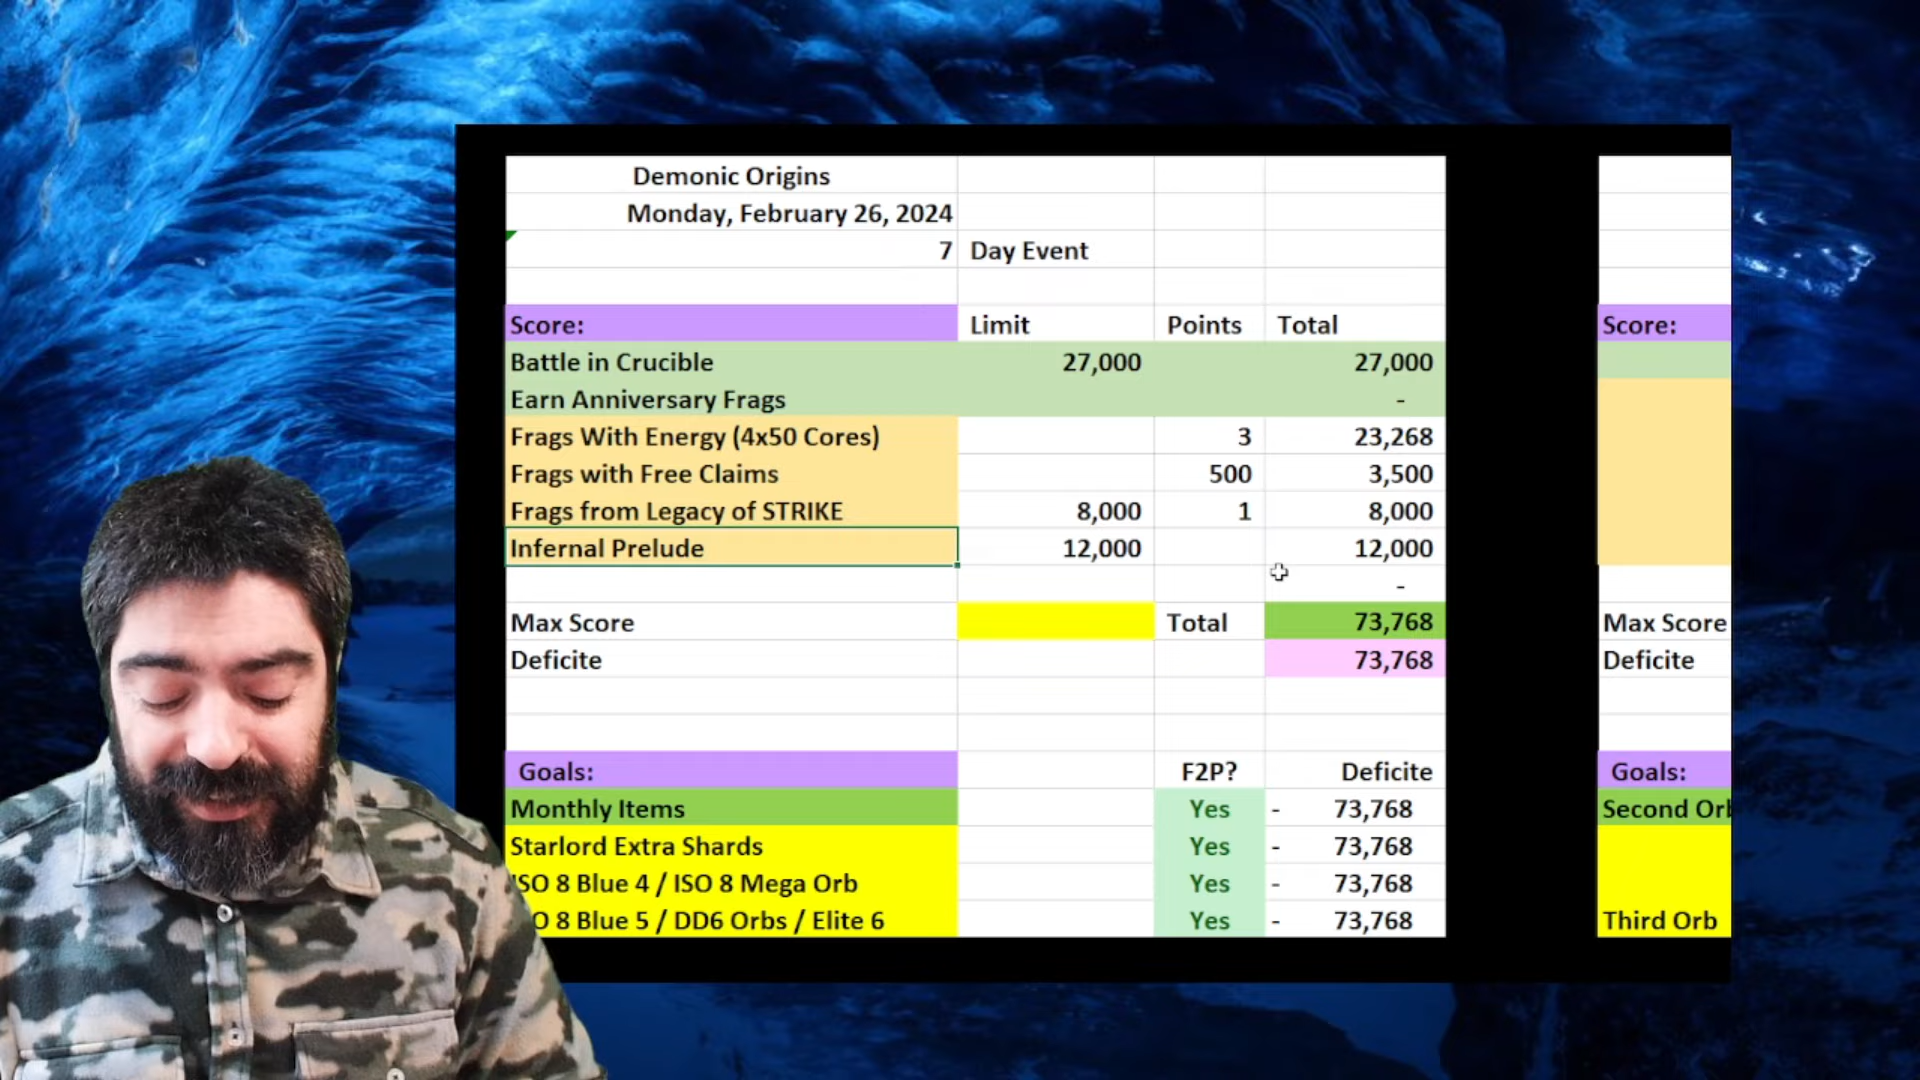 Demonic Origins
Monday, February 26, 2024
7 Day Event
Score: Limit Points Total
Battle in Crucible 27,000 27,000
Earn Anniversary Frags -
Frags With Energy (4x50 Cores) 3 23,268
Frags with Free Claims 500 3,500
Frags from Legacy of STRIKE 8,000 1 8,000
Infernal Prelude 12,000 12,000
-
Max Score Total 73,768
Deficite 73,768
Goals: F2P? Deficite
Monthly Items Yes - 73,768
Starlord Extra Shards Yes - 73,768
ISO 8 Blue 4 / ISO 8 Mega Orb Yes - 73,768
O 8 Blue 5 / DD6 Orbs / Elite 6 Yes - 73,768
Score:
Max Score
Deficite
Goals:
Second Orb
Third Orb